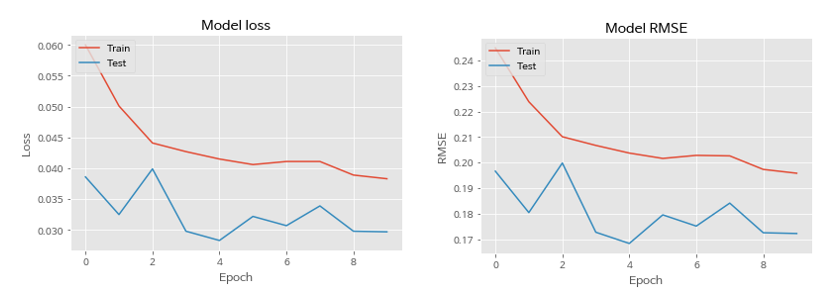 Model loss
0.060
0.055
0.050
0.045
0.040
0.035
0.030
Loss
Train
Test
0 2 4 6 8
Epoch
Model RMSE
0.24
0.23
0.22
0.21
0.20
0.19
0.18
0.17
RMSE
Train
Test
0 2 4 6 8
Epoch